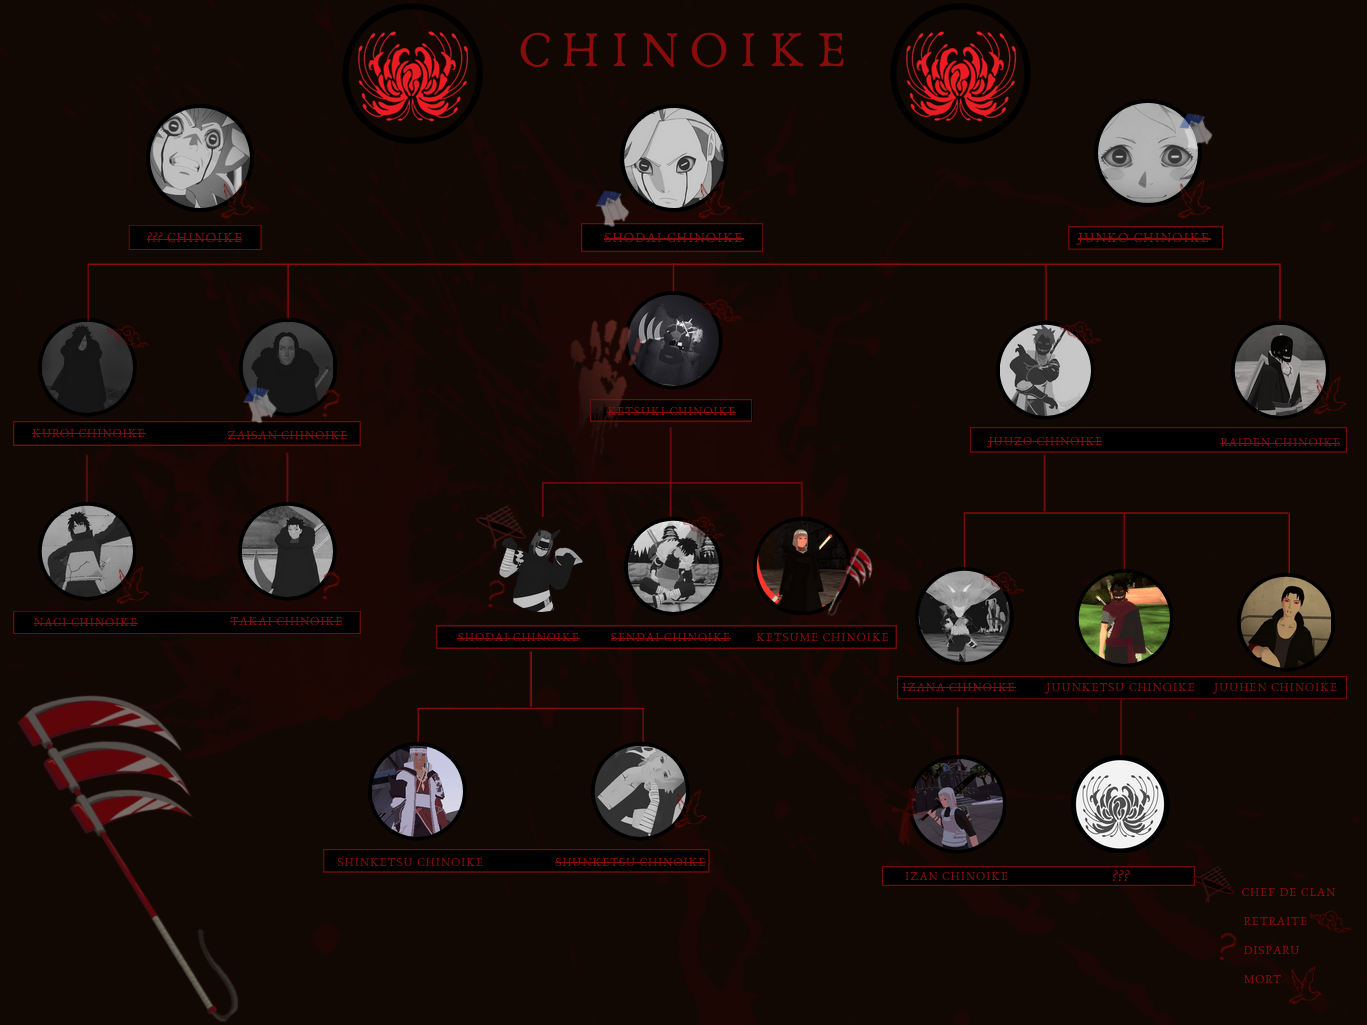 CHINOIKE
??? CHINOIKE
SHODAI CHINOIKE
JUNKO CHINOIKE
KETSUKI CHINOIKE
KUROI CHINOIKE
ZAISAN CHINOIKE
JUUZO CHINOIKE
RAIDEN CHINOIKE
NAGI CHINOIKE
TAKAI CHINOIKE
SHODAI CHINOIKE
SENDAI CHINOIKE
KETSUME CHINOIKE
IZANA CHINOIKE
JUUNKETSU CHINOIKE
JUUHEN CHINOIKE
SHINKETSU CHINOIKE
SHUNKETSU CHINOIKE
IZAN CHINOIKE
???
CHEF DE CLAN
RETRAITE
? DISPARU
MORT